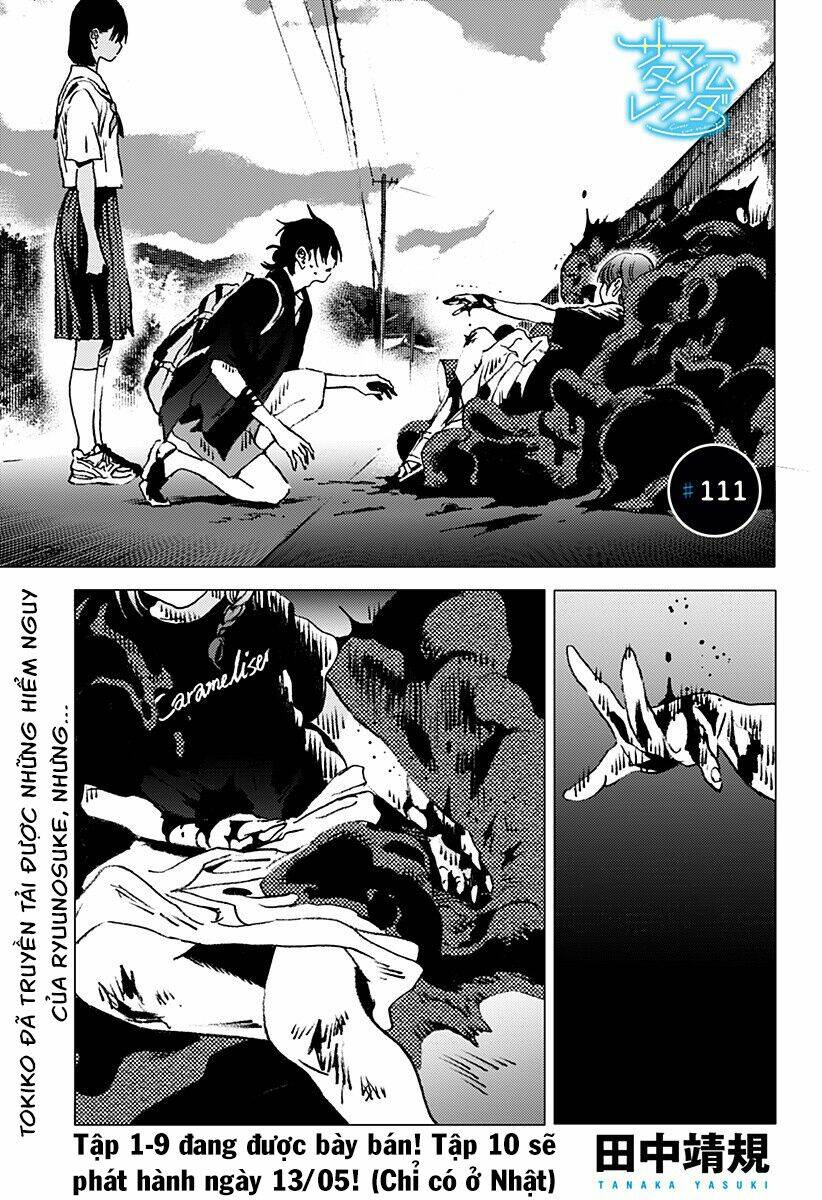 サマー
タイム
レンダ
#111
Carameliser
TOKIKO ĐÃ TRUYỀN TẢI ĐƯỢC NHỮNG HIỂM NGUY
CỦA RYUUNOSUKE, NHƯNG...
Tập 1-9 đang được bày bán! Tập 10 sẽ
phát hành ngày 13/05! (Chỉ có ở Nhật)
田中靖規
TANAKA YASUKI